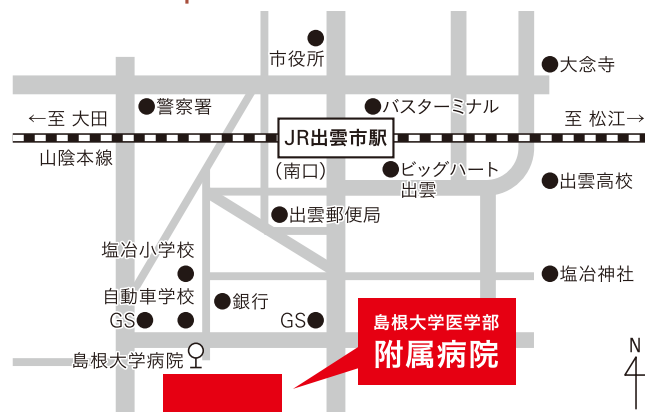 市役所
大念寺
警察署
バスターミナル
←至 大田
至 松江→
JR出雲市駅
山陰本線
(南口)
ビッグハート
出雲
出雲高校
出雲郵便局
塩冶小学校
塩冶神社
自動車学校
銀行
GS
GS
島根大学医学部
附属病院
島根大学病院
N